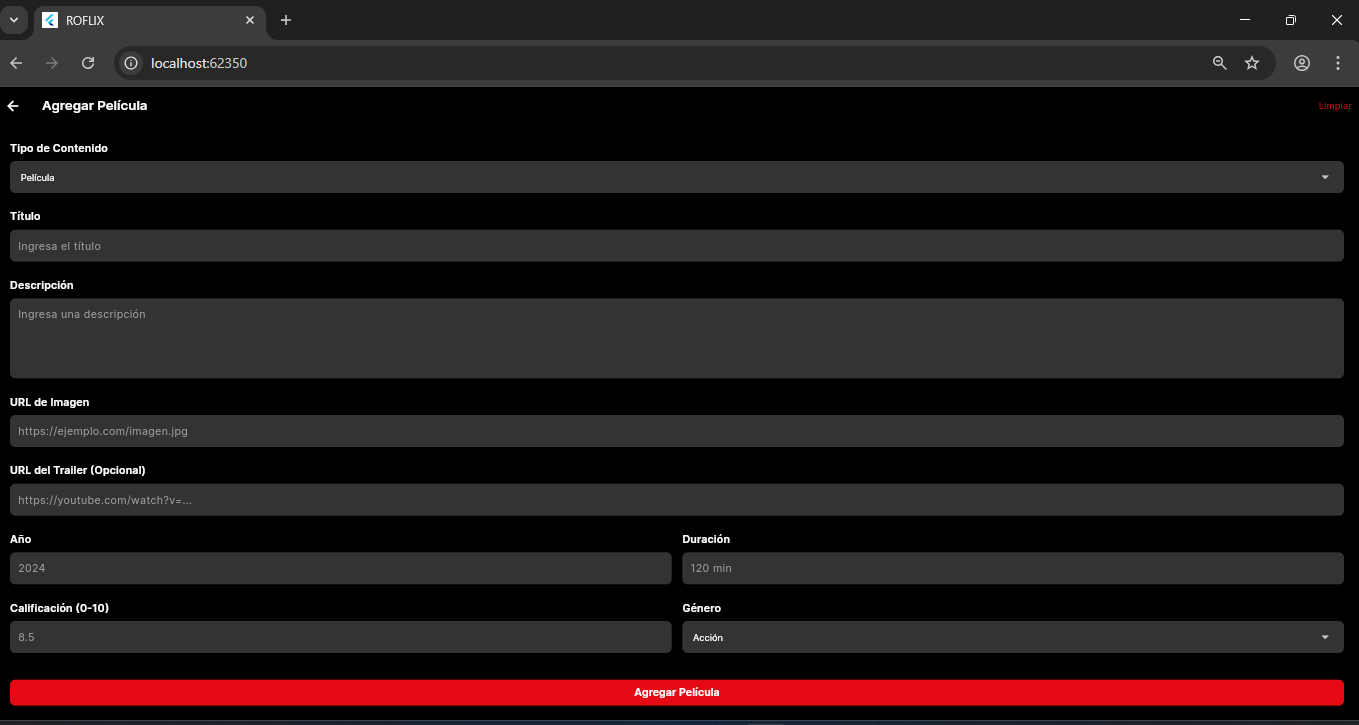 ROFLIX
localhost:62350
Agregar Película
Limpiar
Tipo de Contenido
Película
Título
Ingresa el título
Descripción
Ingresa una descripción
URL de Imagen
https://ejemplo.com/imagen.jpg
URL del Trailer (Opcional)
https://youtube.com/watch?v=...
Año
Duración
2024
120 min
Calificación (0-10)
Género
8.5
Acción
Agregar Película